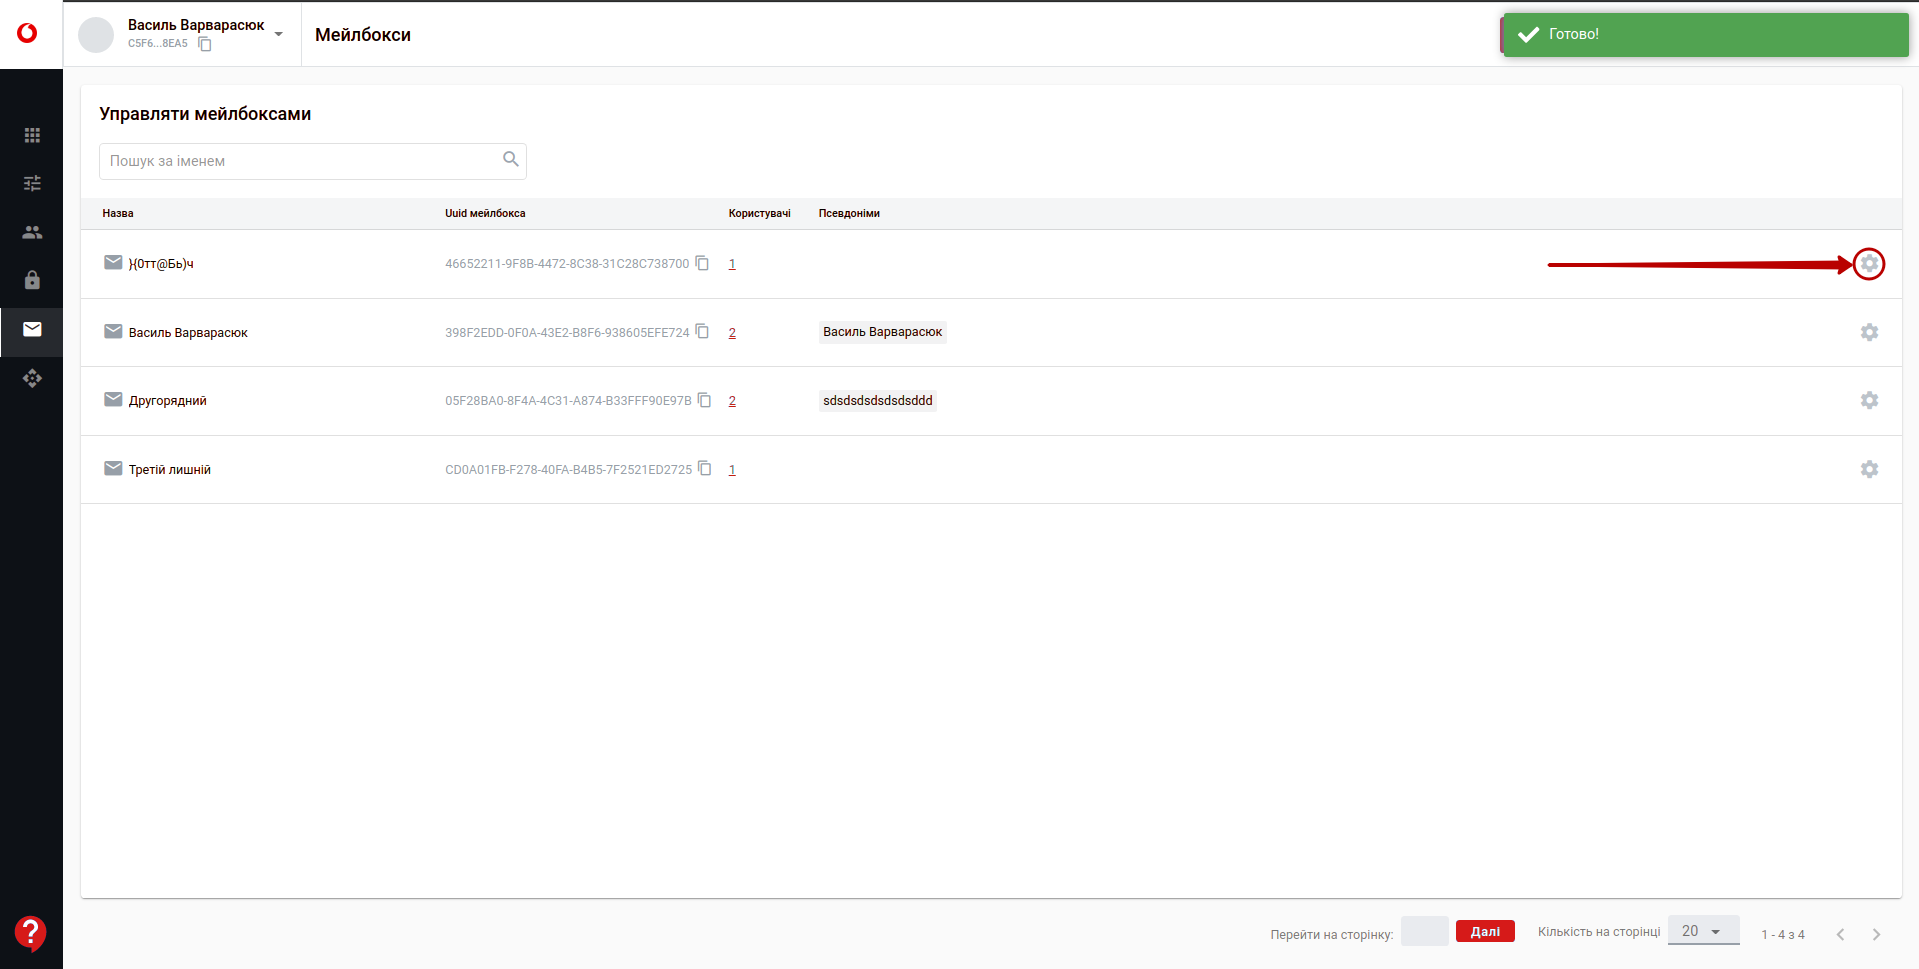 Василь Варварасюк
C5F6...8EA5
Мейлбокси
Готово!
Управляти мейлбоксами
Пошук за іменем
Назва Uuid мейлбокса Користувачі Псевдоніми
}{0тт@Бь)ч 46652211-9F8B-4472-8C38-31C28C738700 1
Василь Варварасюк 398F2EDD-0F0A-43E2-B8F6-938605EFE724 2 Василь Варварасюк
Другорядний 05F28BA0-8F4A-4C31-A874-B33FFF90E97B 2 sdsdsdsdsdsdsddd
Третій лишній CD0A01FB-F278-40FA-B4B5-7F2521ED2725 1
Перейти на сторінку: Далі Кількість на сторінці 20 1 - 4 з 4